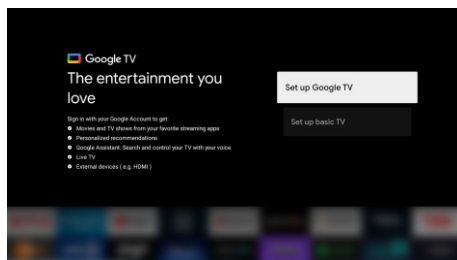 Google TV
The entertainment you
love
Sign in with your Google Account to get:
Movies and TV shows from your favorite streaming apps
Personalized recommendations
Google Assistant: Search and control your TV with your voice
Live TV
External devices ( e.g. HDMI )
Set up Google TV
Set up basic TV